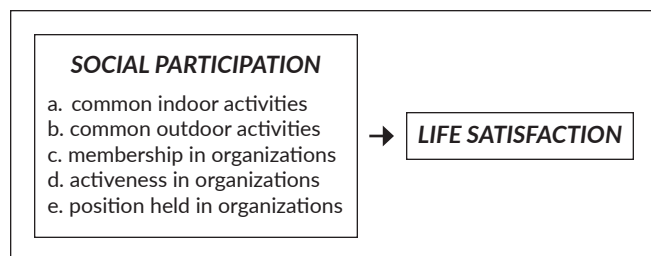 SOCIAL PARTICIPATION
a. common indoor activities
b. common outdoor activities
c. membership in organizations
d. activeness in organizations
e. position held in organizations
LIFE SATISFACTION